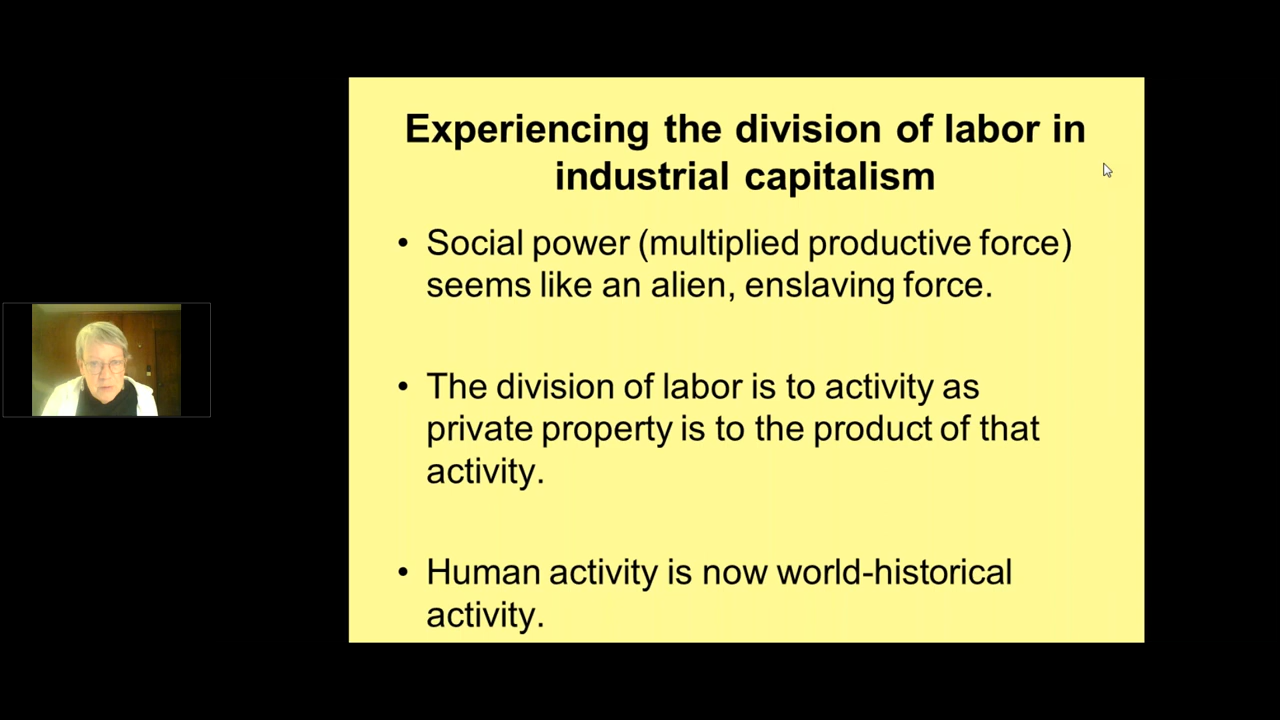 Experiencing the division of labor in
industrial capitalism
• Social power (multiplied productive force)
seems like an alien, enslaving force.
• The division of labor is to activity as
private property is to the product of that
activity.
• Human activity is now world-historical
activity.